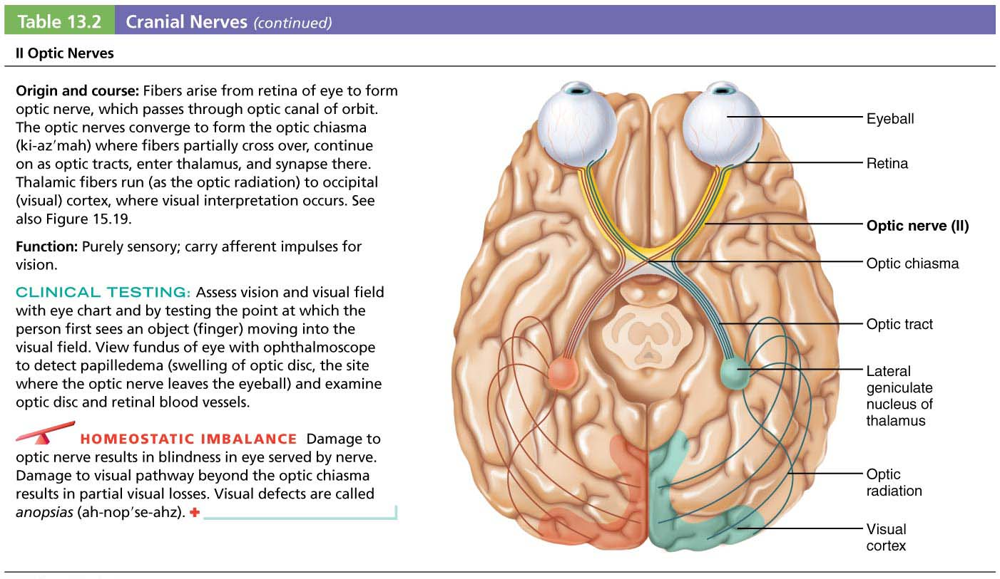 Table 13.2 Cranial Nerves (continued)
II Optic Nerves
Origin and course: Fibers arise from retina of eye to form
optic nerve, which passes through optic canal of orbit.
The optic nerves converge to form the optic chiasma
(ki-az'mah) where fibers partially cross over, continue
on as optic tracts, enter thalamus, and synapse there.
Thalamic fibers run (as the optic radiation) to occipital
(visual) cortex, where visual interpretation occurs. See
also Figure 15.19.
Function: Purely sensory; carry afferent impulses for
vision.
CLINICAL TESTING: Assess vision and visual field
with eye chart and by testing the point at which the
person first sees an object (finger) moving into the
visual field. View fundus of eye with ophthalmoscope
to detect papilledema (swelling of optic disc, the site
where the optic nerve leaves the eyeball) and examine
optic disc and retinal blood vessels.
HOMEOSTATIC IMBALANCE Damage to
optic nerve results in blindness in eye served by nerve.
Damage to visual pathway beyond the optic chiasma
results in partial visual losses. Visual defects are called
anopsias (ah-nop'se-ahz).
Eyeball
Retina
Optic nerve (II)
Optic chiasma
Optic tract
Lateral
geniculate
nucleus of
thalamus
Optic
radiation
Visual
cortex